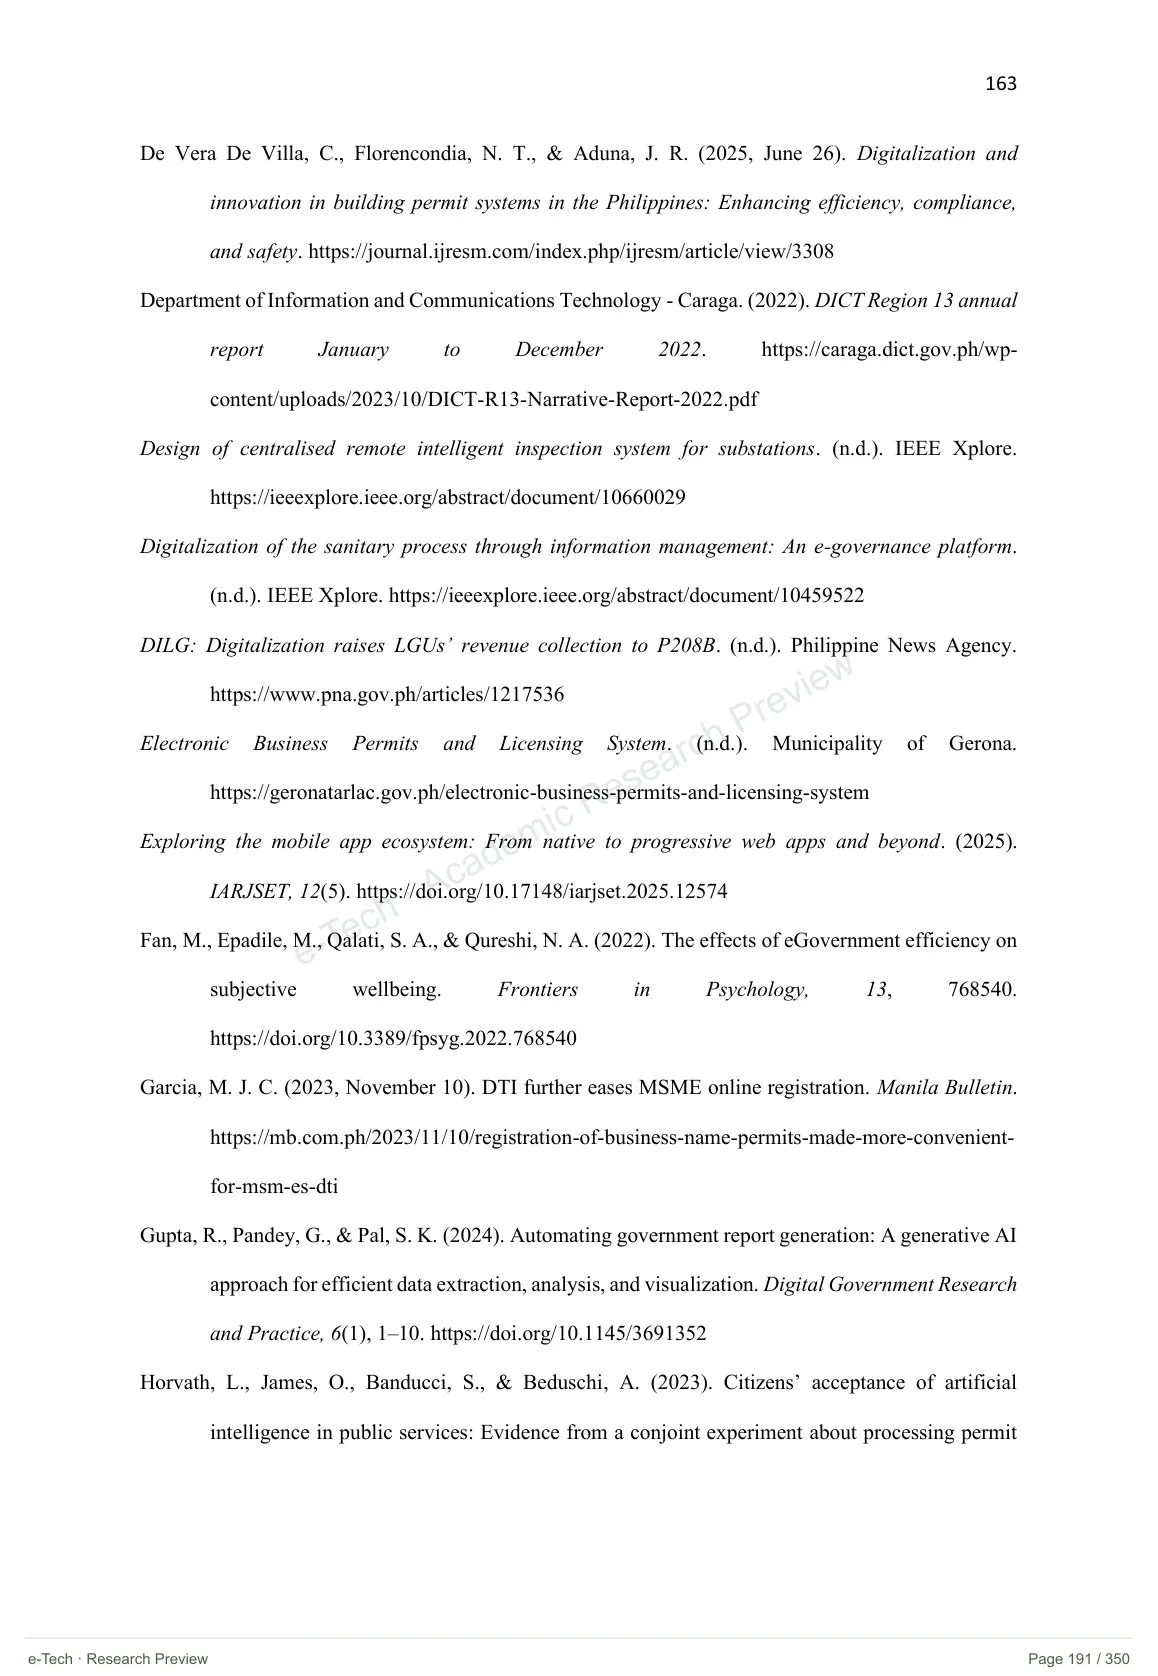 163
De Vera De Villa, C., Florencondia, N. T., & Aduna, J. R. (2025, June 26). Digitalization and
innovation in building permit systems in the Philippines: Enhancing efficiency, compliance,
and safety. https://journal.ijresm.com/index.php/ijresm/article/view/3308
Department of Information and Communications Technology - Caraga. (2022). DICT Region 13 annual
report January to December 2022. https://caraga.dict.gov.ph/wp-
content/uploads/2023/10/DICT-R13-Narrative-Report-2022.pdf
Design of centralised remote intelligent inspection system for substations. (n.d.). IEEE Xplore.
https://ieeexplore.ieee.org/abstract/document/10660029
Digitalization of the sanitary process through information management: An e-governance platform.
(n.d.). IEEE Xplore. https://ieeexplore.ieee.org/abstract/document/10459522
DILG: Digitalization raises LGUs’ revenue collection to P208B. (n.d.). Philippine News Agency.
https://www.pna.gov.ph/articles/1217536
Electronic Business Permits and Licensing System. (n.d.). Municipality of Gerona.
https://geronatarlac.gov.ph/electronic-business-permits-and-licensing-system
Exploring the mobile app ecosystem: From native to progressive web apps and beyond. (2025).
IARJSET, 12(5). https://doi.org/10.17148/iarjset.2025.12574
Fan, M., Epadile, M., Qalati, S. A., & Qureshi, N. A. (2022). The effects of eGovernment efficiency on
subjective wellbeing. Frontiers in Psychology, 13, 768540.
https://doi.org/10.3389/fpsyg.2022.768540
Garcia, M. J. C. (2023, November 10). DTI further eases MSME online registration. Manila Bulletin.
https://mb.com.ph/2023/11/10/registration-of-business-name-permits-made-more-convenient-
for-msm-es-dti
Gupta, R., Pandey, G., & Pal, S. K. (2024). Automating government report generation: A generative AI
approach for efficient data extraction, analysis, and visualization. Digital Government Research
and Practice, 6(1), 1–10. https://doi.org/10.1145/3691352
Horvath, L., James, O., Banducci, S., & Beduschi, A. (2023). Citizens’ acceptance of artificial
intelligence in public services: Evidence from a conjoint experiment about processing permit
e-Tech · Academic Research Preview
e-Tech · Research Preview
Page 191 / 350